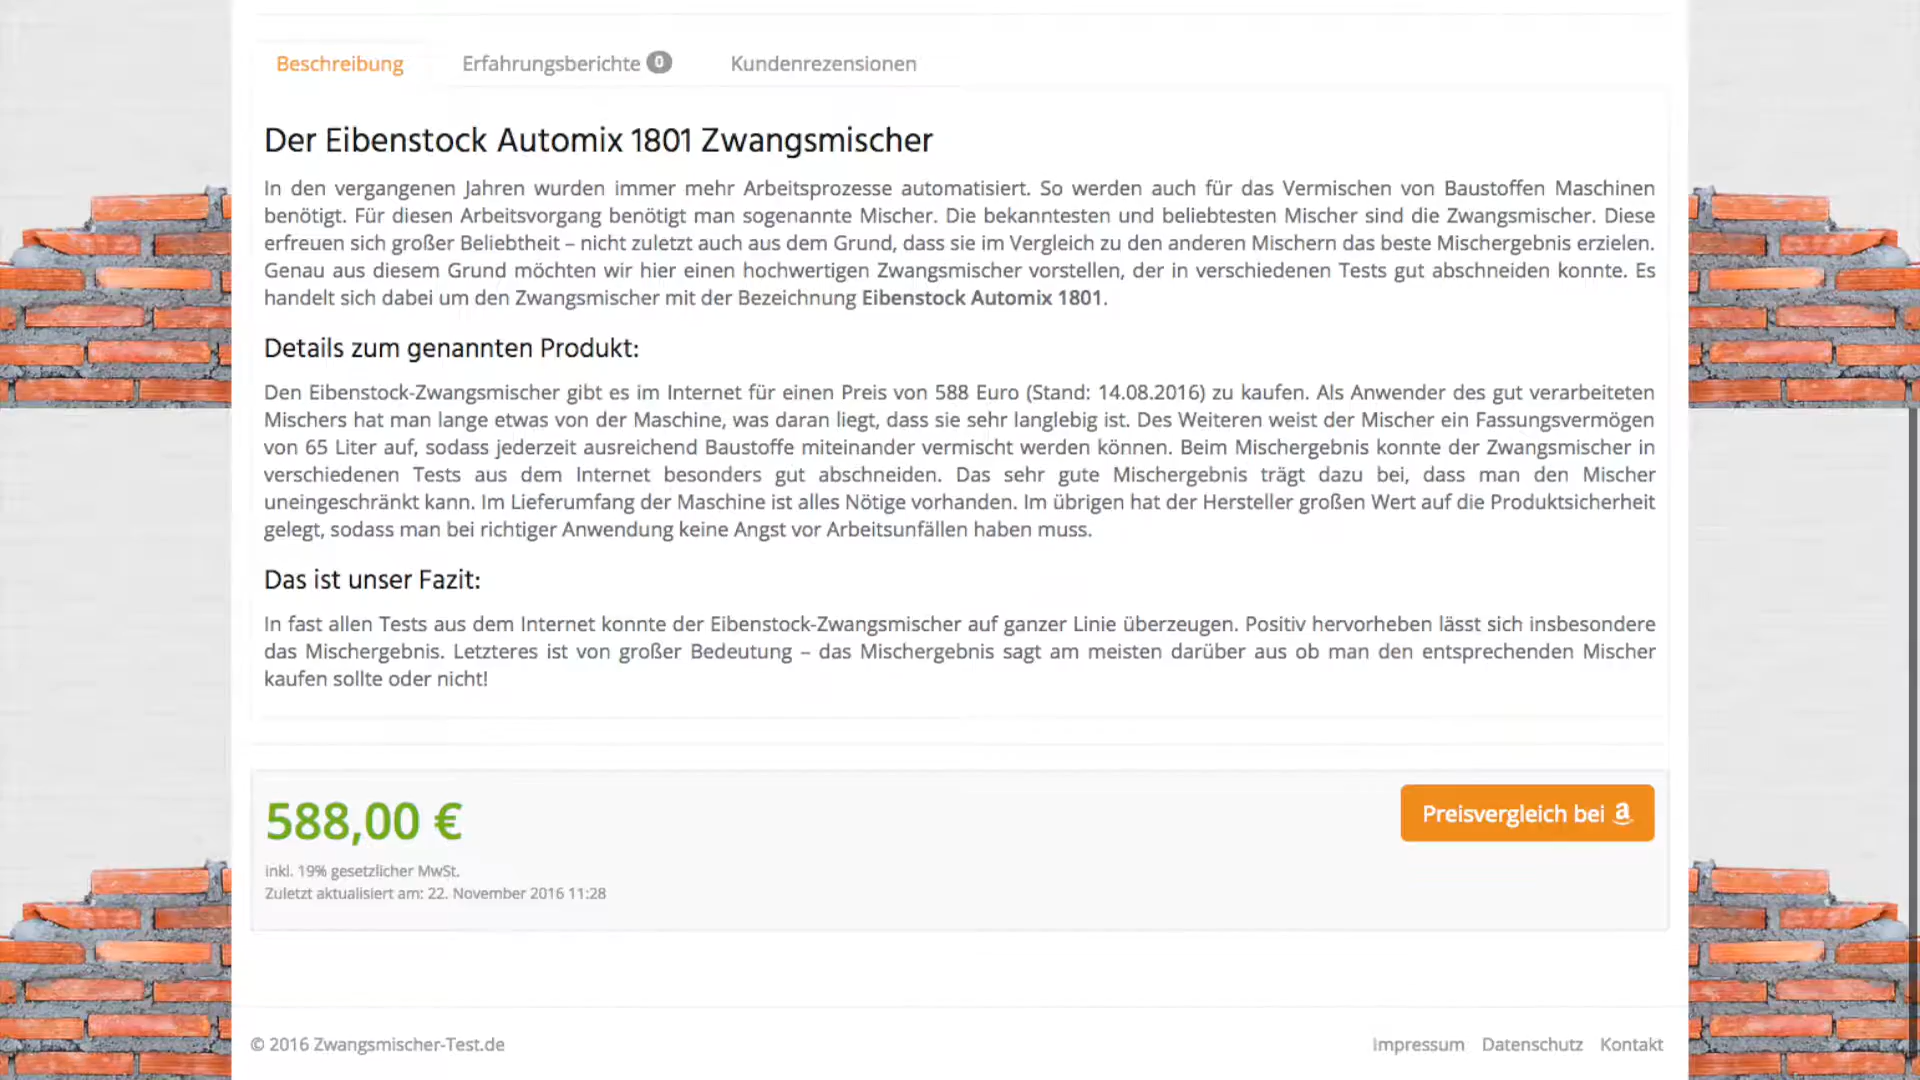 Beschreibung Erfahrungsberichte 0 Kundenrezensionen
Der Eibenstock Automix 1801 Zwangsmischer
In den vergangenen Jahren wurden immer mehr Arbeitsprozesse automatisiert. So werden auch für das Vermischen von Baustoffen Maschinen
benötigt. Für diesen Arbeitsvorgang benötigt man sogenannte Mischer. Die bekanntesten und beliebtesten Mischer sind die Zwangsmischer. Diese
erfreuen sich großer Beliebtheit – nicht zuletzt auch aus dem Grund, dass sie im Vergleich zu den anderen Mischern das beste Mischergebnis erzielen.
Genau aus diesem Grund möchten wir hier einen hochwertigen Zwangsmischer vorstellen, der in verschiedenen Tests gut abschneiden konnte. Es
handelt sich dabei um den Zwangsmischer mit der Bezeichnung Eibenstock Automix 1801.
Details zum genannten Produkt:
Den Eibenstock-Zwangsmischer gibt es im Internet für einen Preis von 588 Euro (Stand: 14.08.2016) zu kaufen. Als Anwender des gut verarbeiteten
Mischers hat man lange etwas von der Maschine, was daran liegt, dass sie sehr langlebig ist. Des Weiteren weist der Mischer ein Fassungsvermögen
von 65 Liter auf, sodass jederzeit ausreichend Baustoffe miteinander vermischt werden können. Beim Mischergebnis konnte der Zwangsmischer in
verschiedenen Tests aus dem Internet besonders gut abschneiden. Das sehr gute Mischergebnis trägt dazu bei, dass man den Mischer
uneingeschränkt kann. Im Lieferumfang der Maschine ist alles Nötige vorhanden. Im übrigen hat der Hersteller großen Wert auf die Produktsicherheit
gelegt, sodass man bei richtiger Anwendung keine Angst vor Arbeitsunfällen haben muss.
Das ist unser Fazit:
In fast allen Tests aus dem Internet konnte der Eibenstock-Zwangsmischer auf ganzer Linie überzeugen. Positiv hervorheben lässt sich insbesondere
das Mischergebnis. Letzteres ist von großer Bedeutung – das Mischergebnis sagt am meisten darüber aus ob man den entsprechenden Mischer
kaufen sollte oder nicht!
588,00 €
Preisvergleich bei a
inkl. 19% gesetzlicher MwSt.
Zuletzt aktualisiert am: 22. November 2016 11:28
© 2016 Zwangsmischer-Test.de
Impressum Datenschutz Kontakt